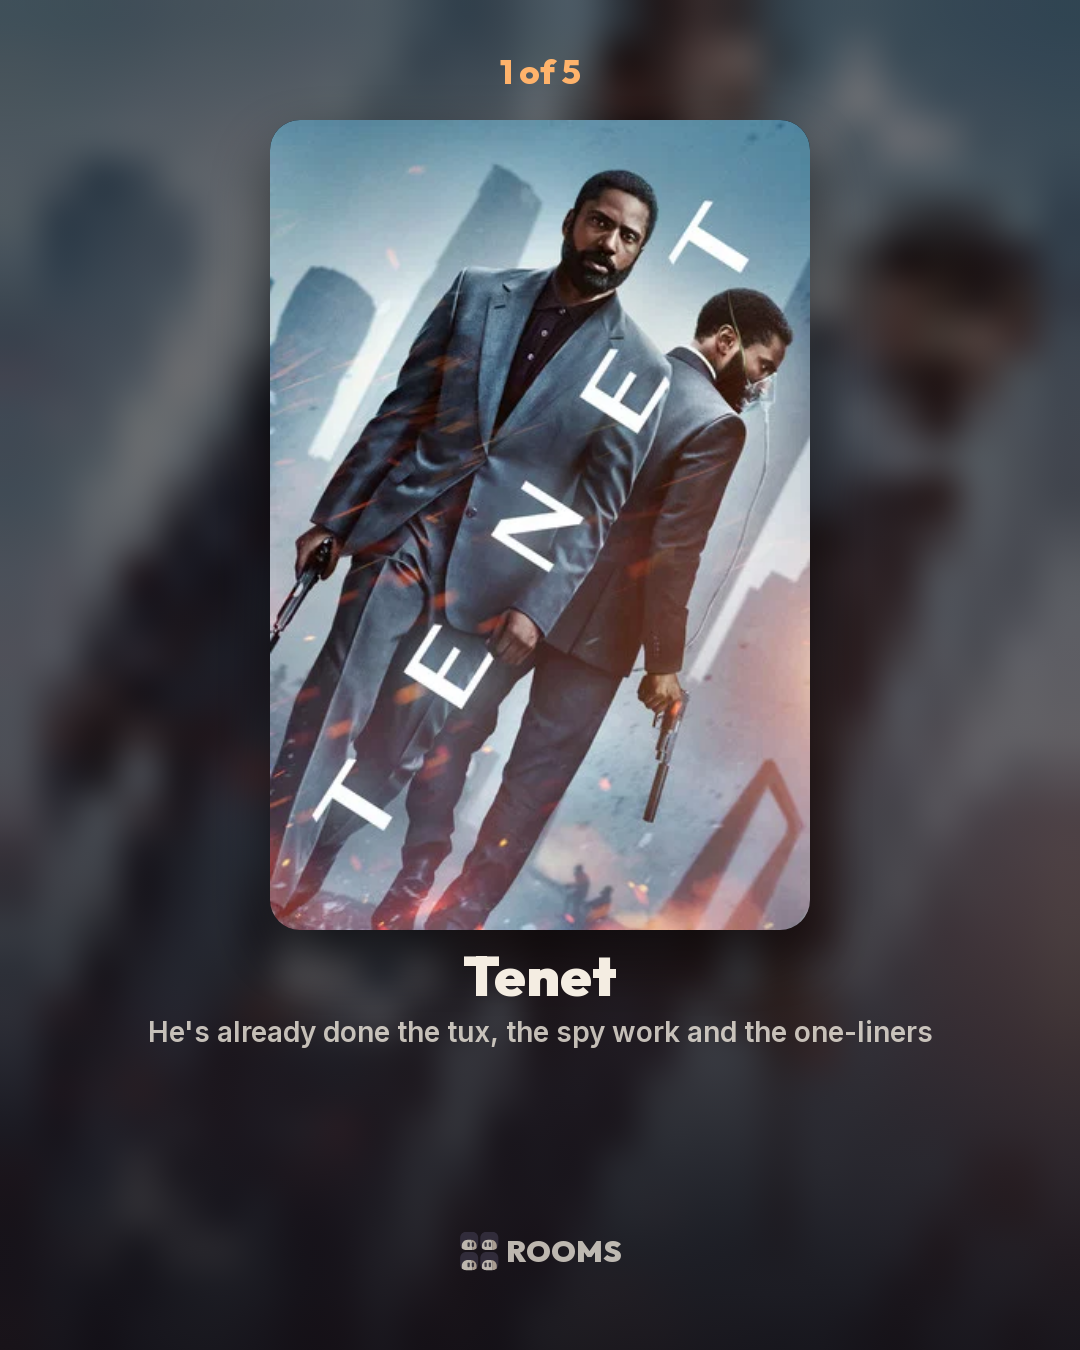 1 of 5
TENET
Tenet
He's already done the tux, the spy work and the one-liners
ROOMS